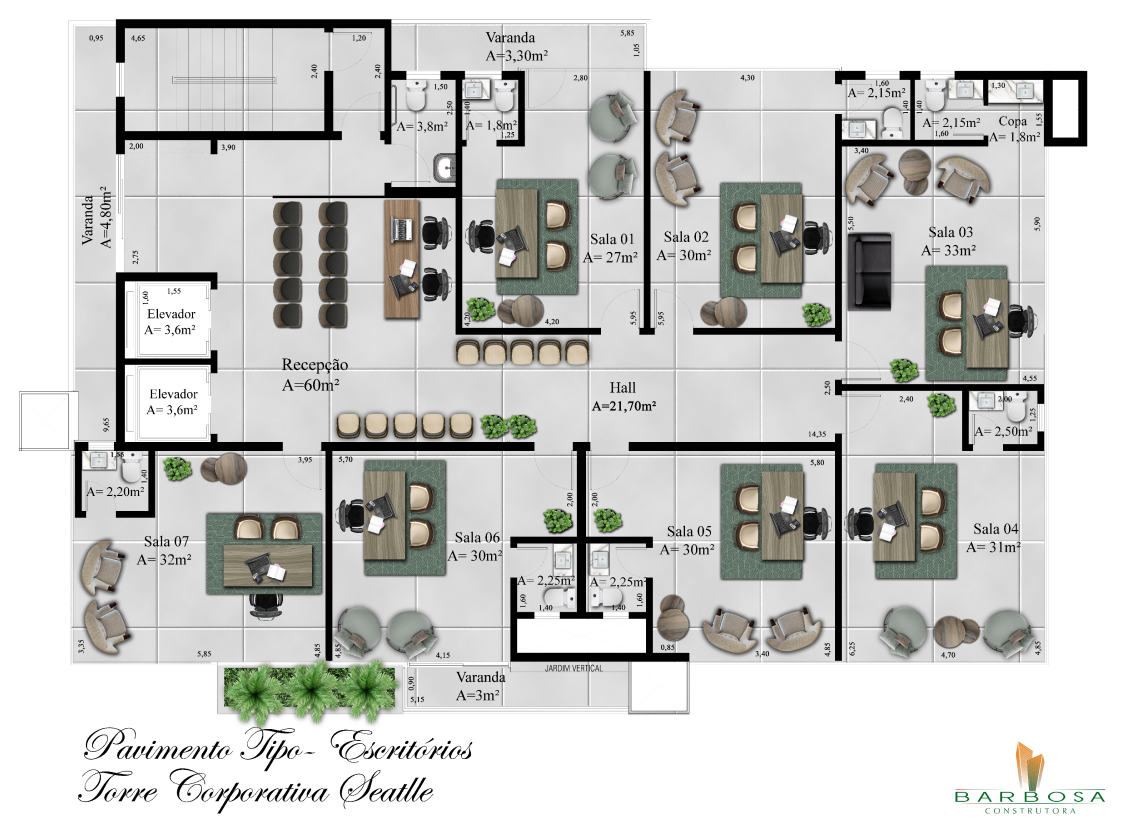 0,95
4,65
1,20
Varanda
A=3,30m²
5,85
1,05
2,40
2,40
2,80
4,30
1,50
2,50
A= 3,8m²
1,40
A= 1,8m²
1,25
1,60
A= 2,15m²
1,40
1,40
A= 2,15m²
1,60
1,30
Copa
A= 1,8m²
1,55
2,00
3,90
3,40
Varanda
A=4,80m²
2,75
5,50
5,90
Sala 01
A= 27m²
Sala 02
A= 30m²
Sala 03
A= 33m²
1,60
1,55
Elevador
A= 3,6m²
4,20
4,20
5,95
5,95
Recepção
A=60m²
Elevador
A= 3,6m²
Hall
A=21,70m²
2,50
4,55
2,40
2,00
1,25
A= 2,50m²
9,65
14,35
1,55
1,40
A= 2,20m²
3,95
5,70
2,00
2,00
5,80
Sala 07
A= 32m²
Sala 06
A= 30m²
Sala 05
A= 30m²
Sala 04
A= 31m²
A= 2,25m²
1,60
1,40
A= 2,25m²
1,60
1,40
3,35
5,85
4,85
4,85
4,15
0,85
3,40
4,85
6,25
4,70
4,85
JARDIM VERTICAL
0,90
5,15
Varanda
A=3m²
Pavimento Tipo- Escritórios
Torre Corporativa Seatlle
BARBOSA
CONSTRUTORA